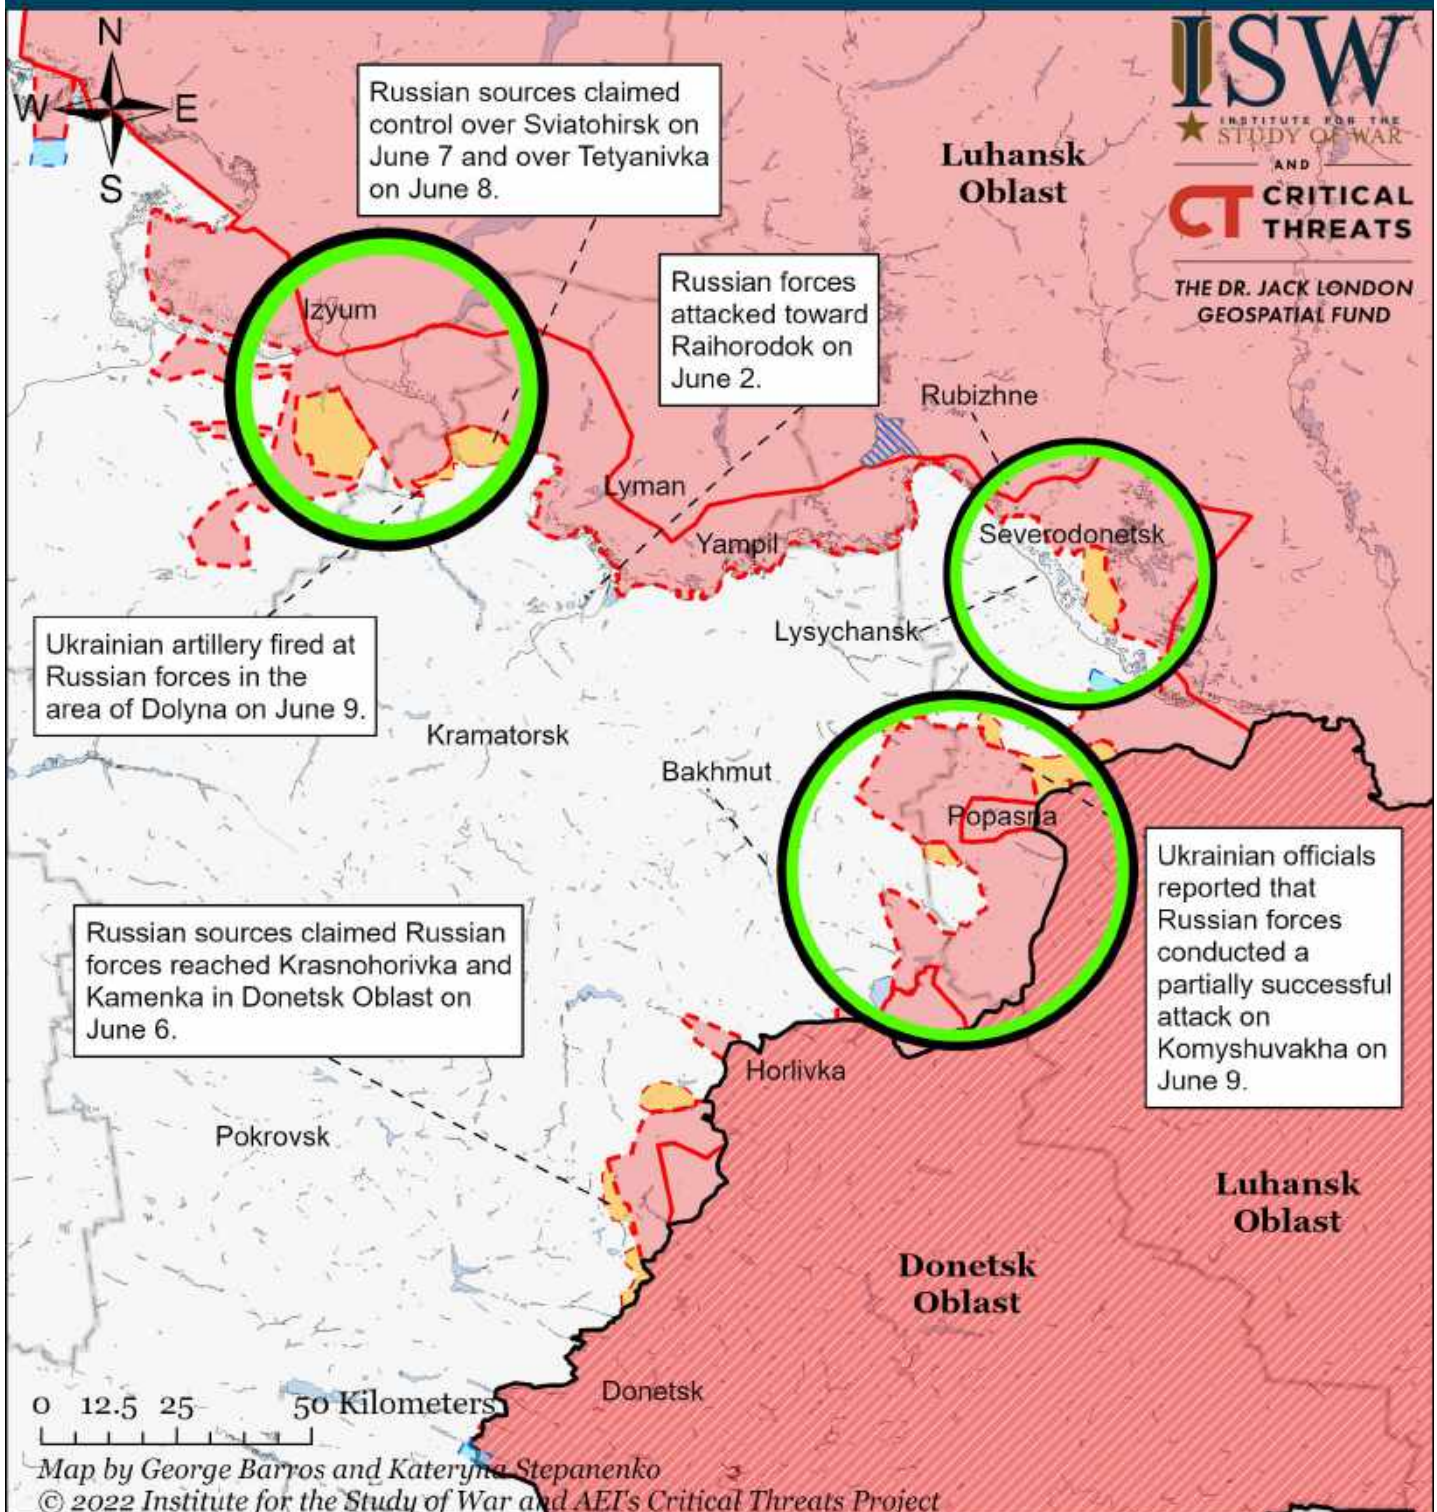 N
W
E
S
Russian sources claimed
control over Sviatohirsk on
June 7 and over Tetyanivka
on June 8.
ISW
INSTITUTE FOR THE
STUDY OF WAR
AND
CT CRITICAL
THREATS
THE DR. JACK LONDON
GEOSPATIAL FUND
Luhansk
Oblast
Russian forces
attacked toward
Raihorodok on
June 2.
Izyum
Rubizhne
Lyman
Yampil
Severodonetsk
Lysychansk
Ukrainian artillery fired at
Russian forces in the
area of Dolyna on June 9.
Kramatorsk
Bakhmut
Popasna
Ukrainian officials
reported that
Russian forces
conducted a
partially successful
attack on
Komyshuvakha on
June 9.
Russian sources claimed Russian
forces reached Krasnohorivka and
Kamenka in Donetsk Oblast on
June 6.
Horlivka
Pokrovsk
Luhansk
Oblast
Donetsk
Oblast
Donetsk
0 12.5 25 50 Kilometers
Map by George Barros and Kateryna Stepanenko
© 2022 Institute for the Study of War and AEI's Critical Threats Project